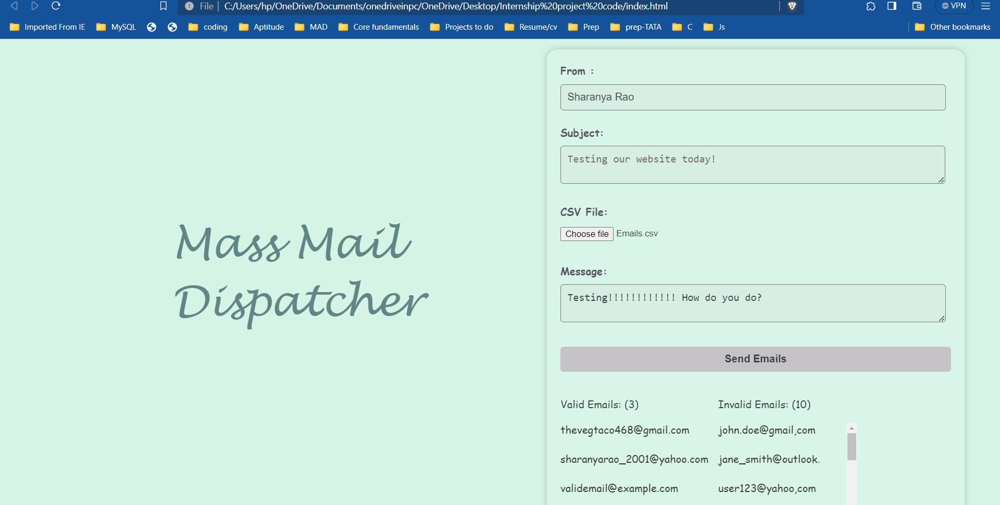 File | C:/Users/hp/OneDrive/Documents/onedriveinpc/OneDrive/Desktop/Internship%20project%20code/index.html VPN
Imported From IE MySQL coding Aptitude MAD Core fundamentals Projects to do Resume/cv Prep prep-TATA C Js Other bookmarks
Mass Mail
Dispatcher
From :
Sharanya Rao
Subject:
Testing our website today!
CSV File:
Choose file Emails.csv
Message:
Testing!!!!!!!!!!!! How do you do?
Send Emails
Valid Emails: (3) Invalid Emails: (10)
thevegtaco468@gmail.com john.doe@gmail,com
sharanyarao_2001@yahoo.com jane_smith@outlook.
validemail@example.com user123@yahoo,com